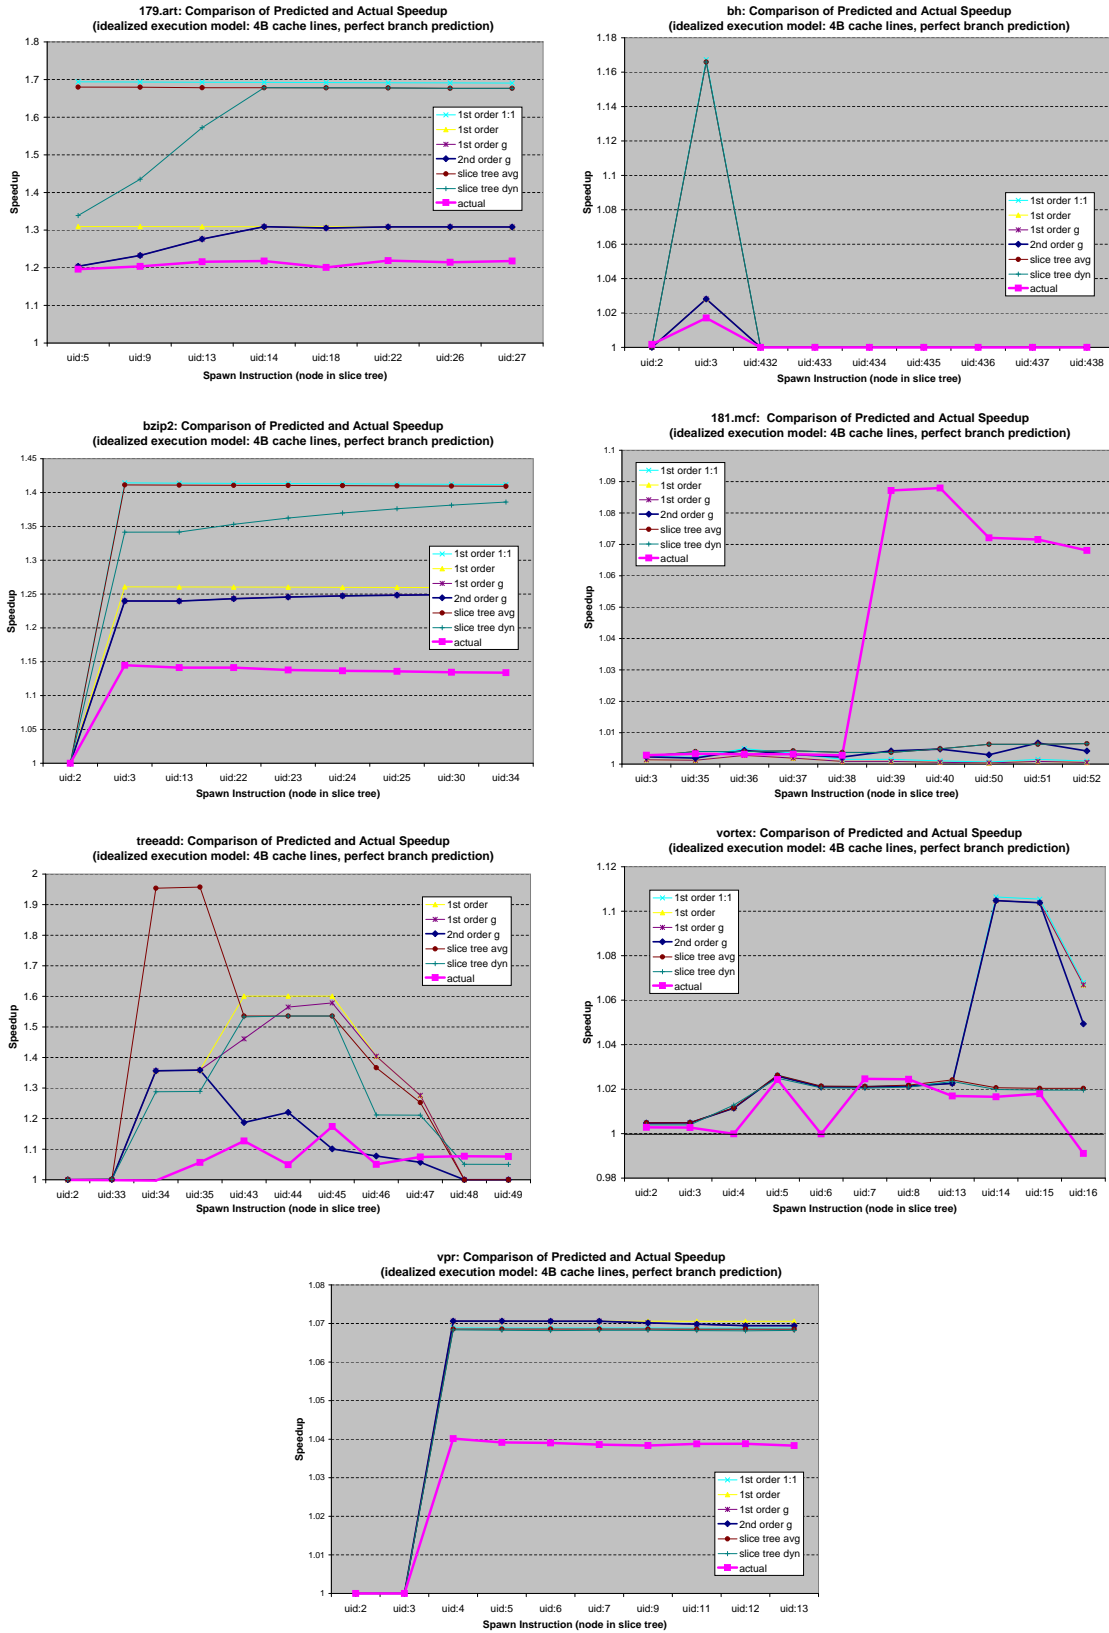 179.art: Comparison of Predicted and Actual Speedup
(idealized execution model: 4B cache lines, perfect branch prediction)
1.8
1.7
1.6
1.5
1.4
1.3
1.2
1.1
1
Speedup
1st order 1:1
1st order
1st order g
2nd order g
slice tree avg
slice tree dyn
actual
uid:5 uid:9 uid:13 uid:14 uid:18 uid:22 uid:26 uid:27
Spawn Instruction (node in slice tree)
bh: Comparison of Predicted and Actual Speedup
(idealized execution model: 4B cache lines, perfect branch prediction)
1.18
1.16
1.14
1.12
1.1
1.08
1.06
1.04
1.02
1
Speedup
1st order 1:1
1st order
1st order g
2nd order g
slice tree avg
slice tree dyn
actual
uid:2 uid:3 uid:432 uid:433 uid:434 uid:435 uid:436 uid:437 uid:438
Spawn Instruction (node in slice tree)
bzip2: Comparison of Predicted and Actual Speedup
(idealized execution model: 4B cache lines, perfect branch prediction)
1.45
1.4
1.35
1.3
1.25
1.2
1.15
1.1
1.05
1
Speedup
1st order 1:1
1st order
1st order g
2nd order g
slice tree avg
slice tree dyn
actual
uid:2 uid:3 uid:13 uid:22 uid:23 uid:24 uid:25 uid:30 uid:34
Spawn Instruction (node in slice tree)
181.mcf: Comparison of Predicted and Actual Speedup
(idealized execution model: 4B cache lines, perfect branch prediction)
1.1
1.09
1.08
1.07
1.06
1.05
1.04
1.03
1.02
1.01
1
Speedup
1st order 1:1
1st order
1st order g
2nd order g
slice tree avg
slice tree dyn
actual
uid:3 uid:35 uid:36 uid:37 uid:38 uid:39 uid:40 uid:50 uid:51 uid:52
Spawn Instruction (node in slice tree)
treeadd: Comparison of Predicted and Actual Speedup
(idealized execution model: 4B cache lines, perfect branch prediction)
2
1.9
1.8
1.7
1.6
1.5
1.4
1.3
1.2
1.1
1
Speedup
1st order
1st order g
2nd order g
slice tree avg
slice tree dyn
actual
uid:2 uid:33 uid:34 uid:35 uid:43 uid:44 uid:45 uid:46 uid:47 uid:48 uid:49
Spawn Instruction (node in slice tree)
vortex: Comparison of Predicted and Actual Speedup
(idealized execution model: 4B cache lines, perfect branch prediction)
1.12
1.1
1.08
1.06
1.04
1.02
1
0.98
Speedup
1st order 1:1
1st order
1st order g
2nd order g
slice tree avg
slice tree dyn
actual
uid:2 uid:3 uid:4 uid:5 uid:6 uid:7 uid:8 uid:13 uid:14 uid:15 uid:16
Spawn Instruction (node in slice tree)
vpr: Comparison of Predicted and Actual Speedup
(idealized execution model: 4B cache lines, perfect branch prediction)
1.08
1.07
1.06
1.05
1.04
1.03
1.02
1.01
1
Speedup
1st order 1:1
1st order
1st order g
2nd order g
slice tree avg
slice tree dyn
actual
uid:2 uid:3 uid:4 uid:5 uid:6 uid:7 uid:9 uid:11 uid:12 uid:13
Spawn Instruction (node in slice tree)